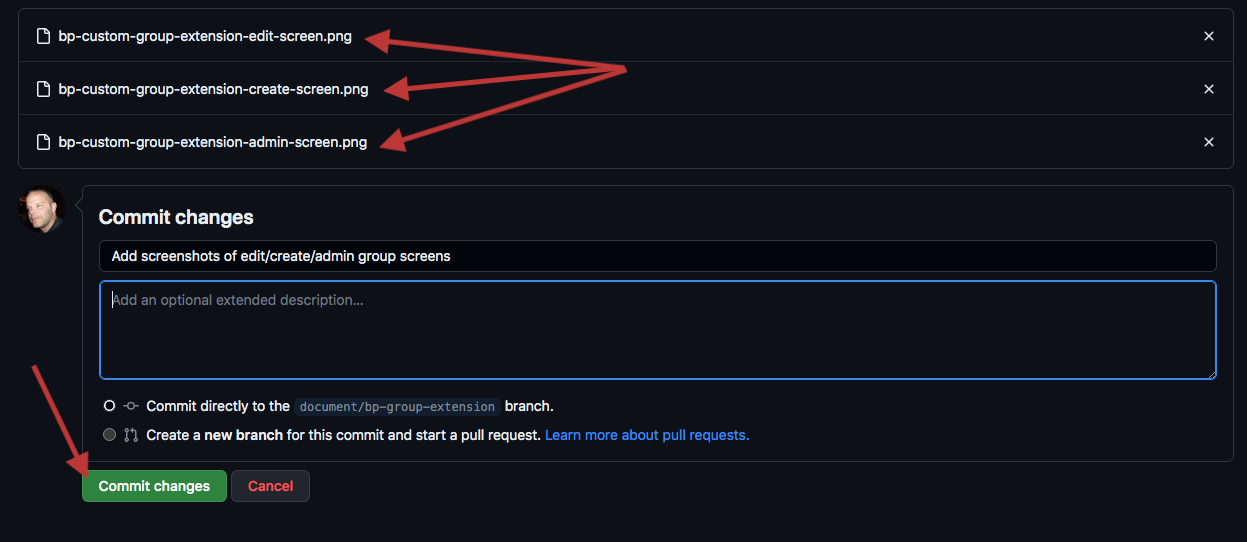 bp-custom-group-extension-edit-screen.png
bp-custom-group-extension-create-screen.png
bp-custom-group-extension-admin-screen.png
Commit changes
Add screenshots of edit/create/admin group screens
Add an optional extended description...
Commit directly to the document/bp-group-extension branch.
Create a new branch for this commit and start a pull request. Learn more about pull requests.
Commit changes Cancel